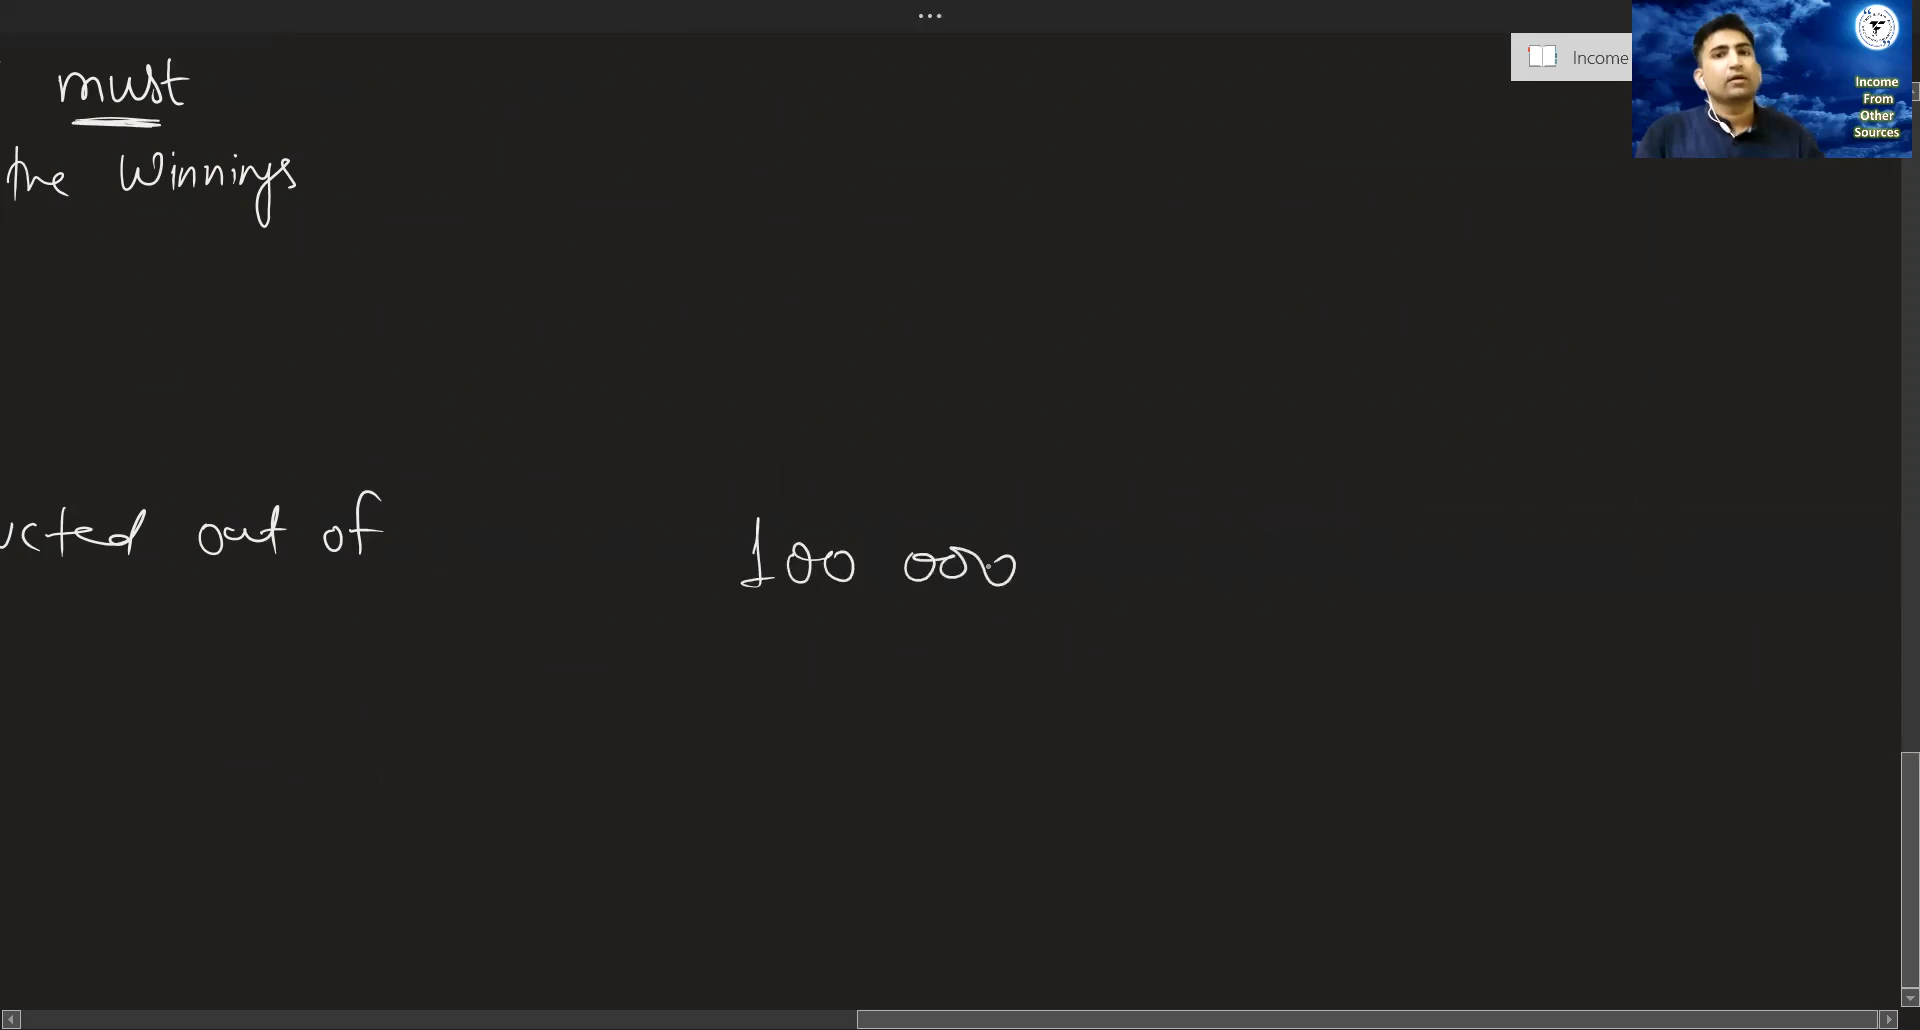 ...
Income
Income
From
Other
Sources
must
the Winnings
ucted out of
100 000